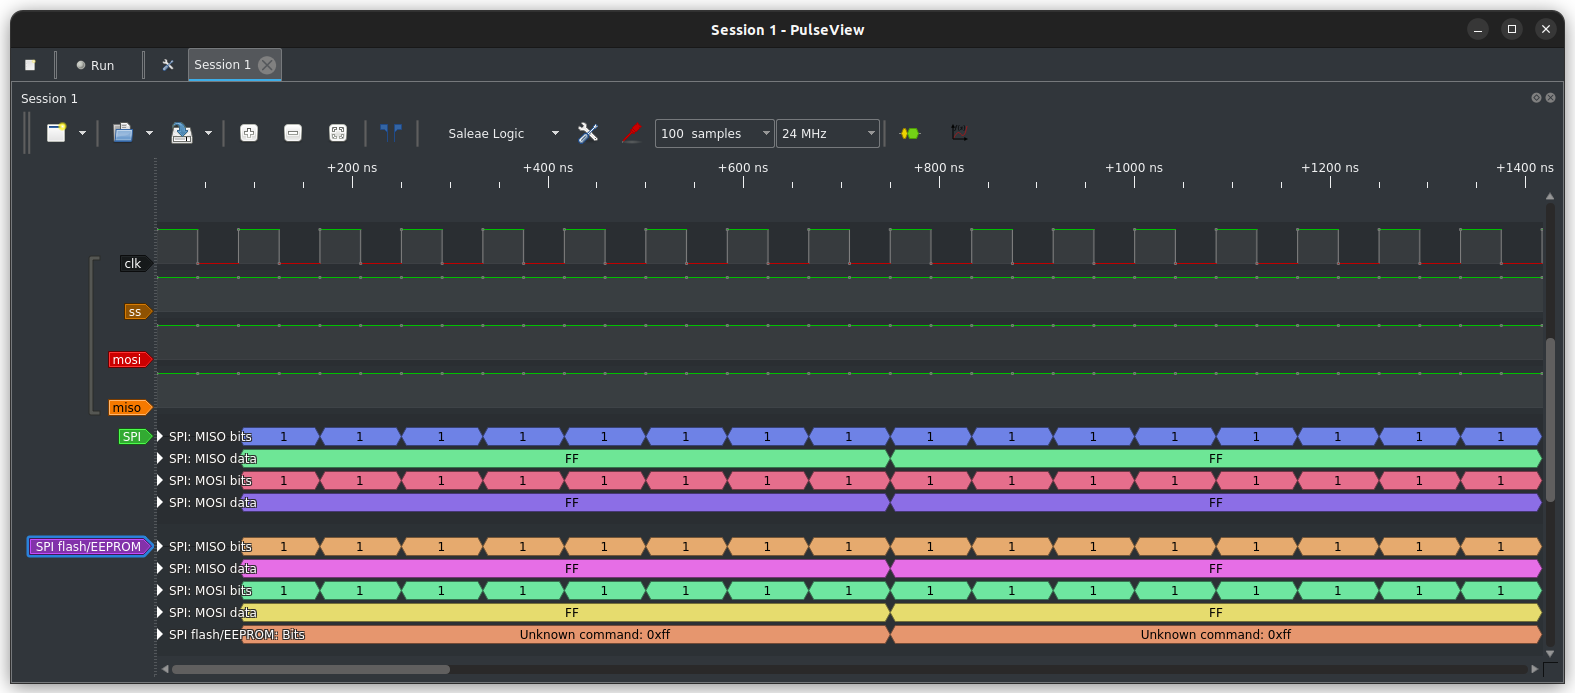 Session 1 - PulseView
Run
Session 1
Session 1
Saleae Logic
100 samples
24 MHz
+200 ns +400 ns +600 ns +800 ns +1000 ns +1200 ns +1400 ns
clk
ss
mosi
miso
SPI SPI: MISO bits 1 1 1 1 1 1 1 1 1 1 1 1 1 1 1 1
SPI: MISO data FF FF
SPI: MOSI bits 1 1 1 1 1 1 1 1 1 1 1 1 1 1 1 1
SPI: MOSI data FF FF
SPI flash/EEPROM SPI: MISO bits 1 1 1 1 1 1 1 1 1 1 1 1 1 1 1 1
SPI: MISO data FF FF
SPI: MOSI bits 1 1 1 1 1 1 1 1 1 1 1 1 1 1 1 1
SPI: MOSI data FF FF
SPI flash/EEPROM: Bits Unknown command: 0xff Unknown command: 0xff